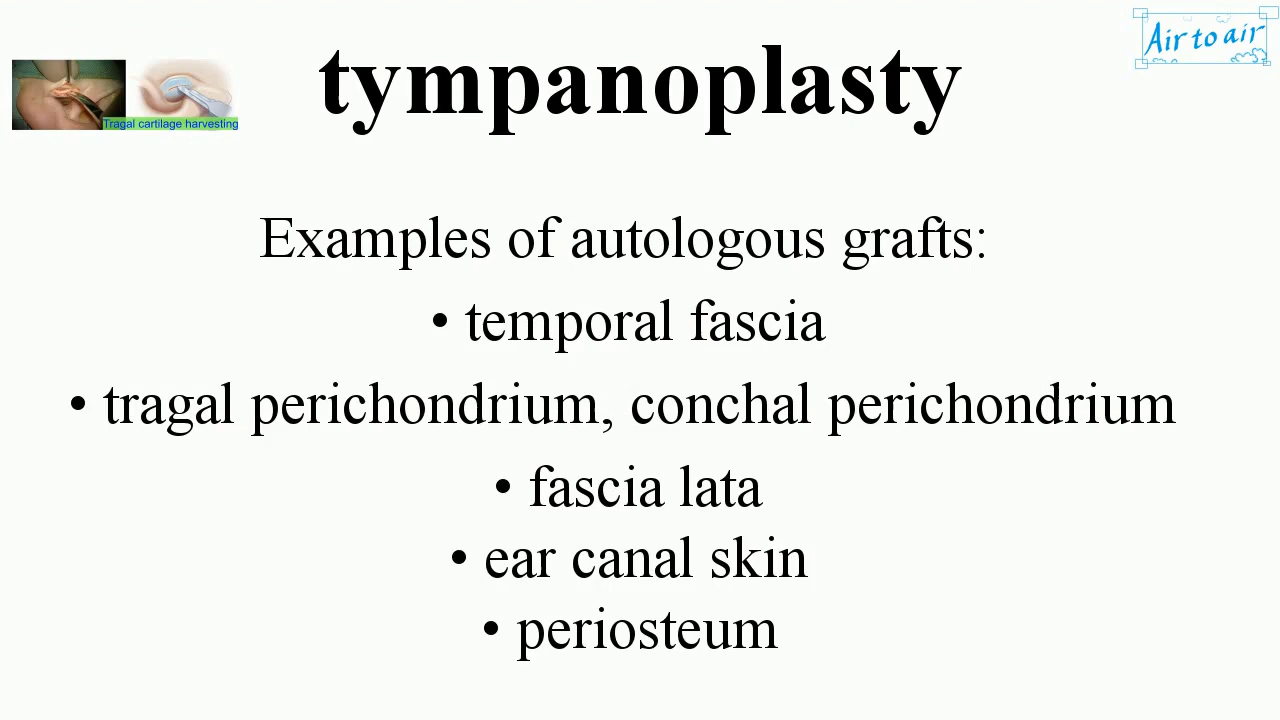 Air to air
tympanoplasty
Tragal cartilage harvesting
Examples of autologous grafts:
• temporal fascia
• tragal perichondrium, conchal perichondrium
• fascia lata
• ear canal skin
• periosteum